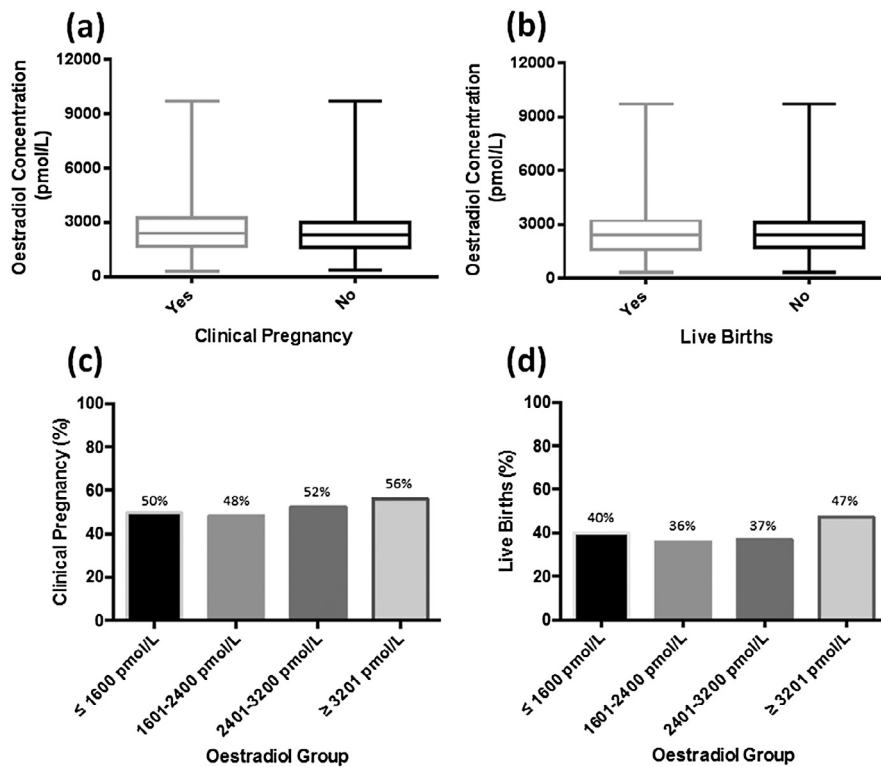 (a)
Oestradiol Concentration
(pmol/L)
12000
9000
6000
3000
0
Yes
No
Clinical Pregnancy
(b)
Oestradiol Concentration
(pmol/L)
12000
9000
6000
3000
0
Yes
No
Live Births
(c)
Clinical Pregnancy (%)
100
80
60
40
20
0
50%
48%
52%
56%
≤ 1600 pmol/L
1601-2400 pmol/L
2401-3200 pmol/L
≥ 3201 pmol/L
Oestradiol Group
(d)
Live Births (%)
100
80
60
40
20
0
40%
36%
37%
47%
≤ 1600 pmol/L
1601-2400 pmol/L
2401-3200 pmol/L
≥ 3201 pmol/L
Oestradiol Group